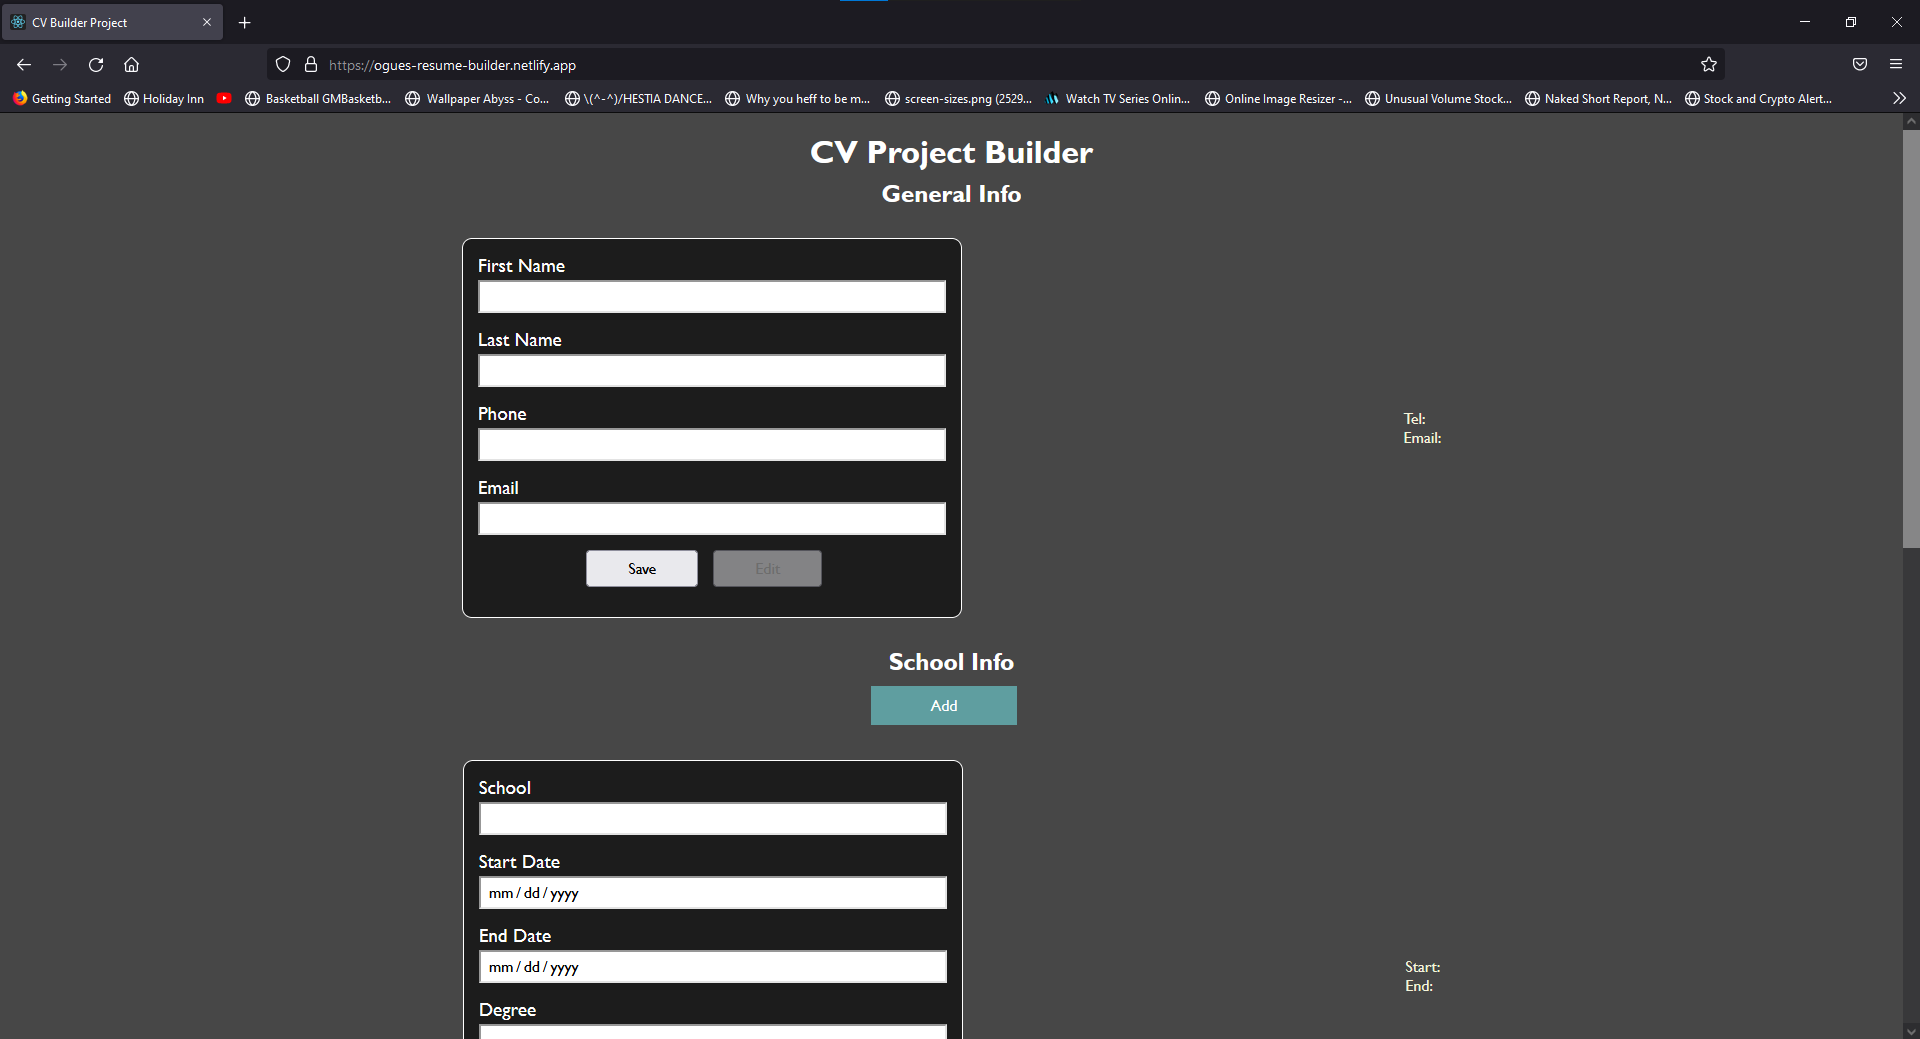 CV Builder Project
https://ogues-resume-builder.netlify.app
Getting Started
Holiday Inn
Basketball GMBasketb...
Wallpaper Abyss - Co...
\(^-^)/HESTIA DANCE...
Why you heff to be m...
screen-sizes.png (2529...
Watch TV Series Onlin...
Online Image Resizer -...
Unusual Volume Stock...
Naked Short Report, N...
Stock and Crypto Alert...
CV Project Builder
General Info
First Name
Last Name
Phone
Email
Save
Edit
Tel:
Email:
School Info
Add
School
Start Date
mm / dd / yyyy
End Date
mm / dd / yyyy
Degree
Start:
End: